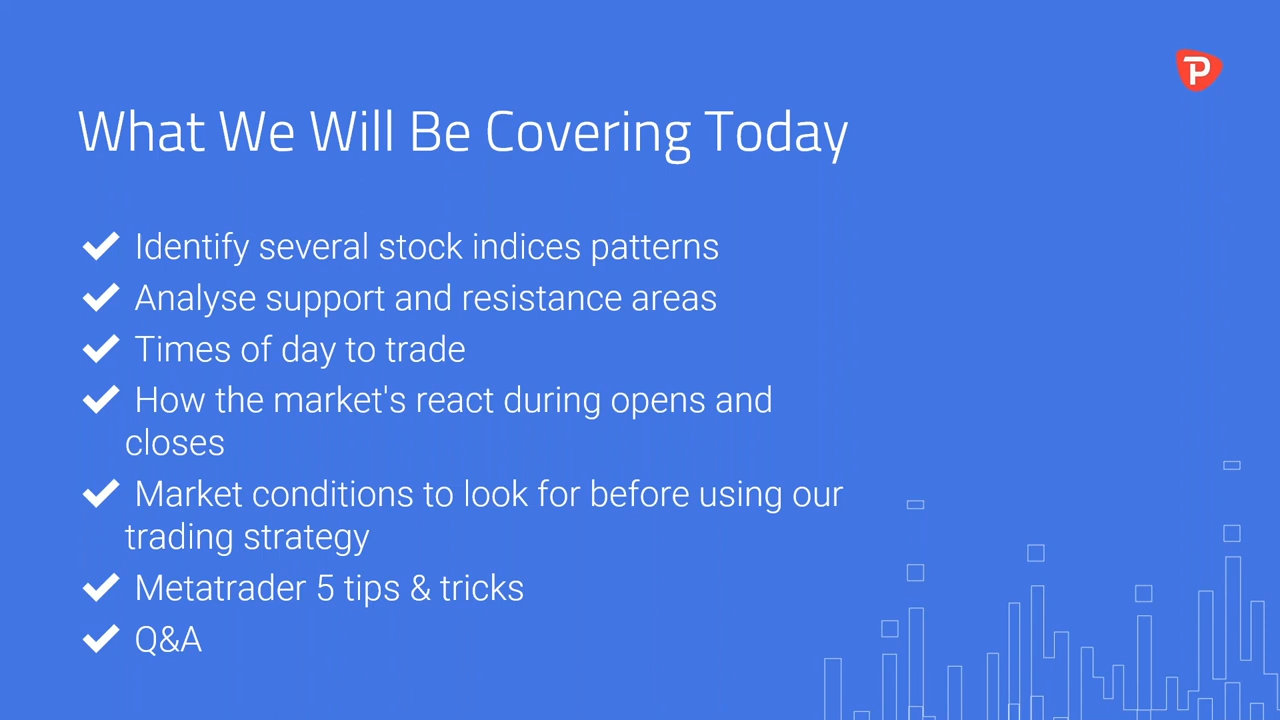 P
What We Will Be Covering Today
Identify several stock indices patterns
Analyse support and resistance areas
Times of day to trade
How the market's react during opens and
closes
Market conditions to look for before using our
trading strategy
Metatrader 5 tips & tricks
Q&A